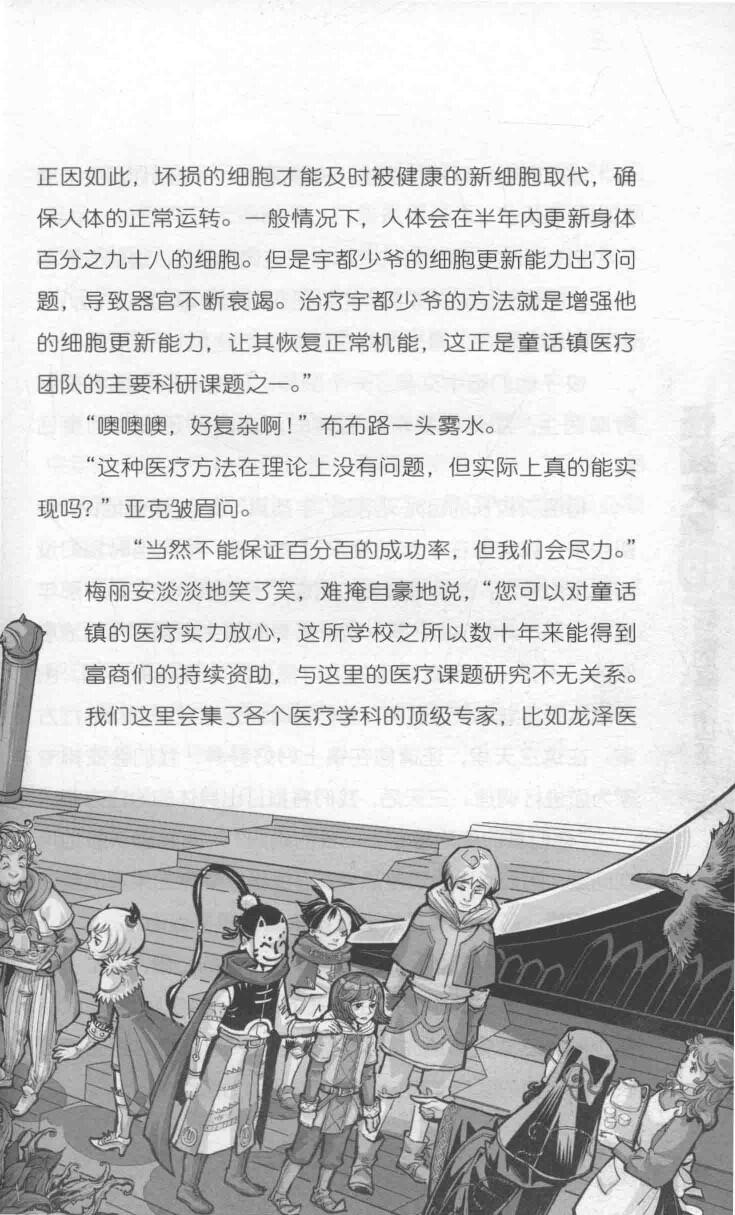 正因如此，坏损的细胞才能及时被健康的新细胞取代，确
保人体的正常运转。一般情况下，人体会在半年内更新身体
百分之九十八的细胞。但是宇都少爷的细胞更新能力出了问
题，导致器官不断衰竭。治疗宇都少爷的方法就是增强他
的细胞更新能力，让其恢复正常机能，这正是童话镇医疗
团队的主要科研课题之一。”
“噢噢噢，好复杂啊！”布布路一头雾水。
“这种医疗方法在理论上没有问题，但实际上真的能实
现吗？”亚克皱眉问。
“当然不能保证百分百的成功率，但我们会尽力。”
梅丽安淡淡地笑了笑，难掩自豪地说，“您可以对童话
镇的医疗实力放心，这所学校之所以数十年来能得到
富商们的持续资助，与这里的医疗课题研究不无关系。
我们这里会集了各个医疗学科的顶级专家，比如龙泽医